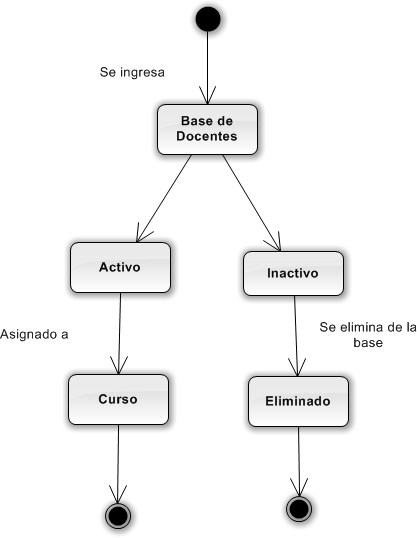 Se ingresa
Base de
Docentes
Activo
Inactivo
Asignado a
Se elimina de la
base
Curso
Eliminado